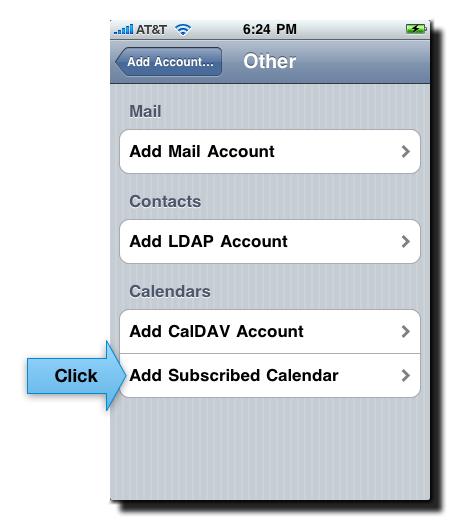 AT&T 6:24 PM
Add Account... Other
Mail
Add Mail Account
Contacts
Add LDAP Account
Calendars
Add CalDAV Account
Click Add Subscribed Calendar